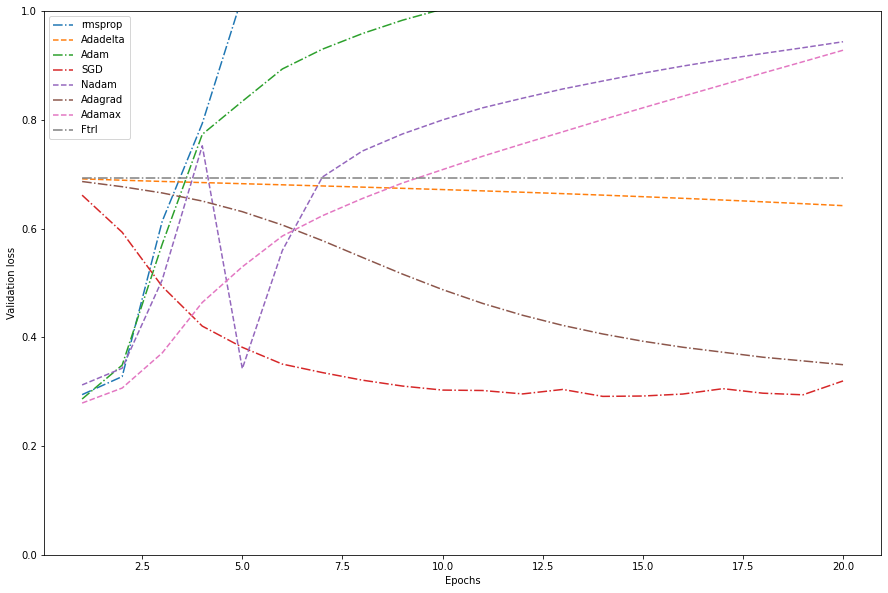 1.0
0.8
0.6
0.4
0.2
0.0
Validation loss
rmsprop
Adadelta
Adam
SGD
Nadam
Adagrad
Adamax
Ftrl
2.5 5.0 7.5 10.0 12.5 15.0 17.5 20.0
Epochs